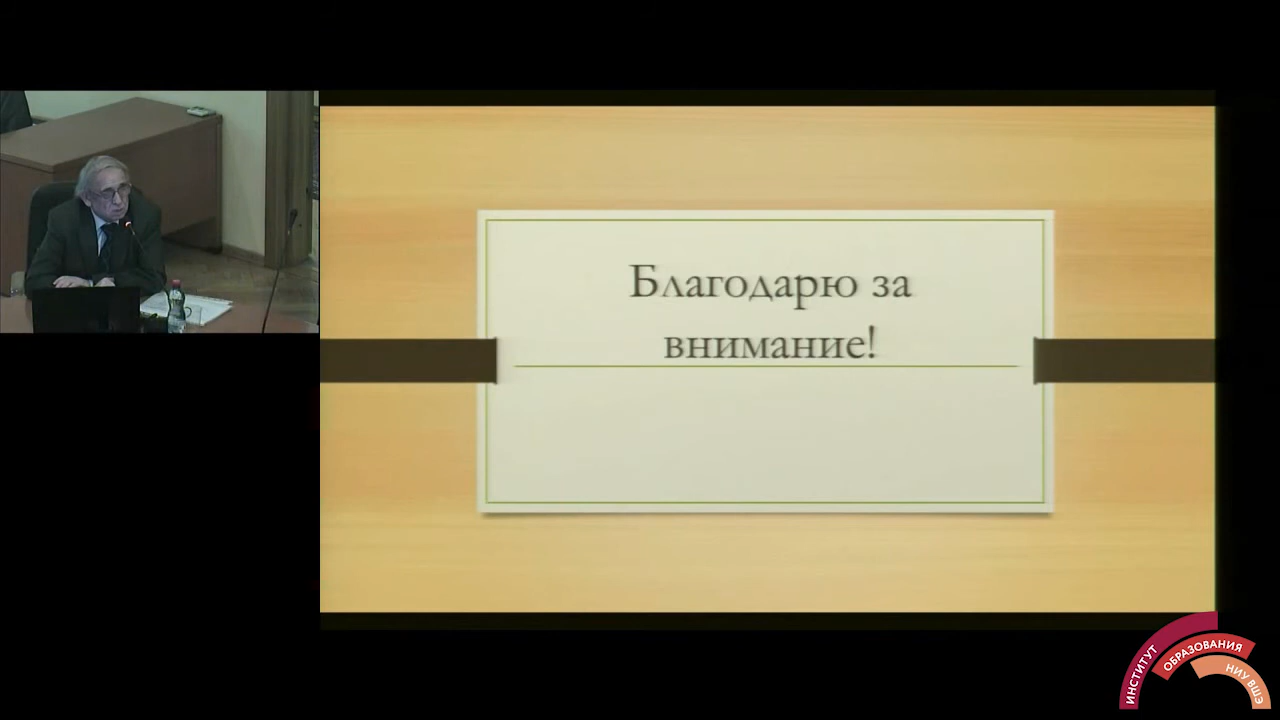 Благодарю за
внимание!
ИНСТИТУТ
ОБРАЗОВАНИЯ
НИУ ВШЭ